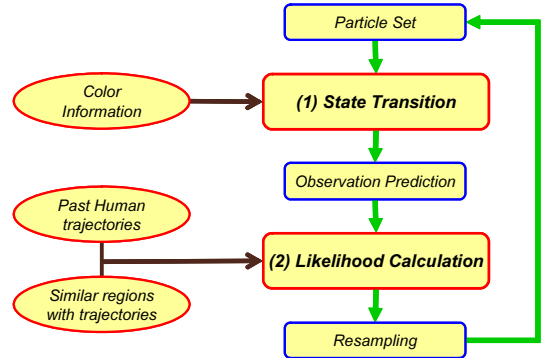 Particle Set
Color
Information
(1) State Transition
Observation Prediction
Past Human
trajectories
(2) Likelihood Calculation
Similar regions
with trajectories
Resampling